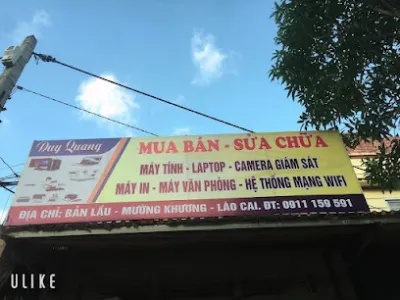 Duy Quang
MUA BÁN - SỬA CHỮA
MÁY TÍNH - LAPTOP - CAMERA GIÁM SÁT
MÁY IN - MÁY VĂN PHÒNG - HỆ THỐNG MẠNG WIFI
ĐỊA CHỈ: BẢN LẦU - MƯỜNG KHƯƠNG - LÀO CAI. ĐT: 0911 159 591
ULIKE